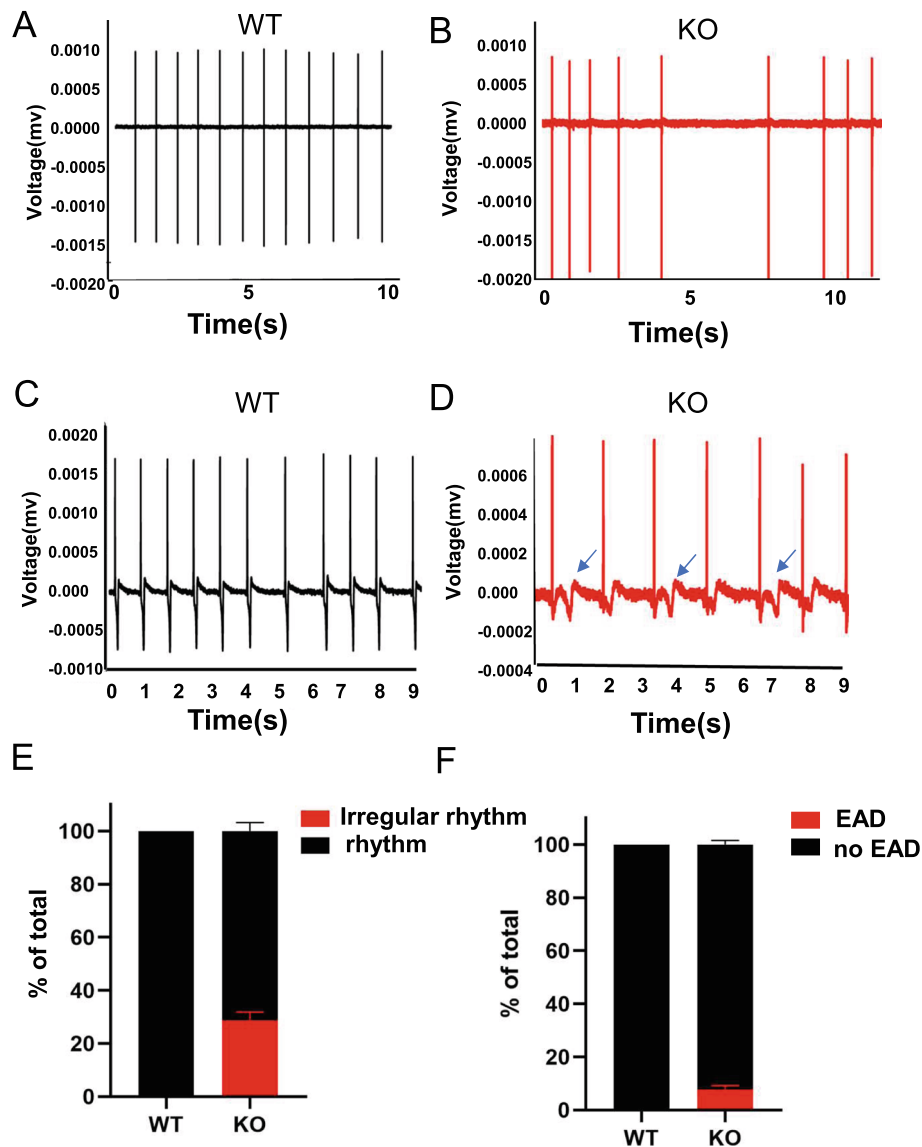 A
WT
Voltage(mv)
0.0010
0.0005
0.0000
-0.0005
-0.0010
-0.0015
-0.0020
0 5 10
Time(s)
B
KO
Voltage(mv)
0.0010
0.0005
0.0000
-0.0005
-0.0010
-0.0015
-0.0020
0 5 10
Time(s)
C
WT
Voltage(mv)
0.0020
0.0015
0.0010
0.0005
0.000
-0.0005
-0.0010
0 1 2 3 4 5 6 7 8 9
Time(s)
D
KO
Voltage(mv)
0.0006
0.0004
0.0002
0.000
-0.0002
-0.0004
0 1 2 3 4 5 6 7 8 9
Time(s)
E
% of total
100
80
60
40
20
0
WT KO
Irregular rhythm
rhythm
F
% of total
100
80
60
40
20
0
WT KO
EAD
no EAD